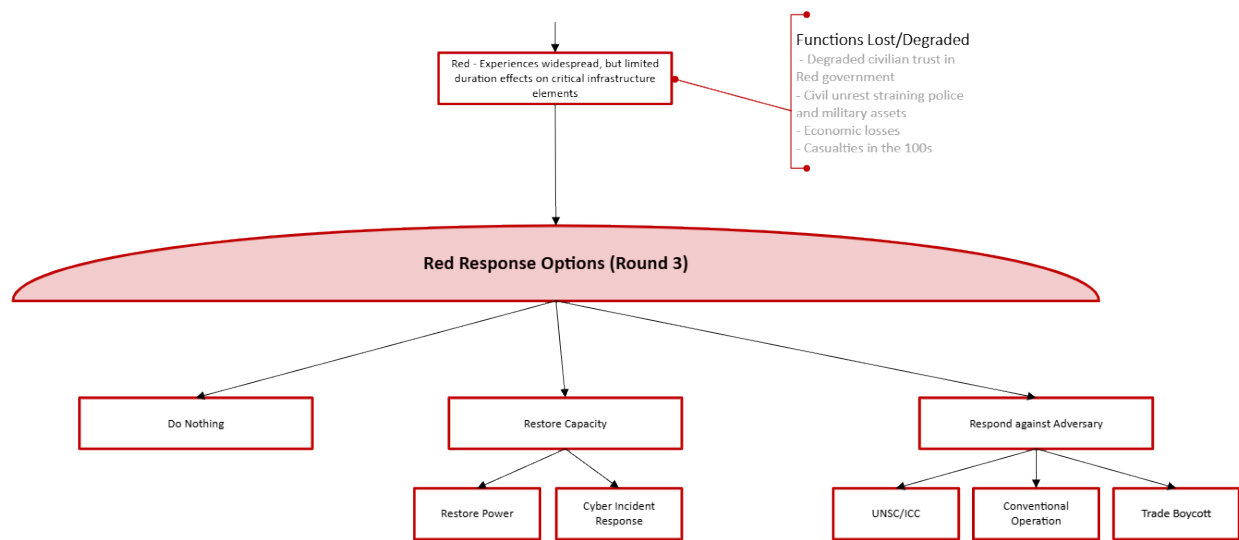 Functions Lost/Degraded
- Degraded civilian trust in
Red government
- Civil unrest straining police
and military assets
- Economic losses
- Casualties in the 100s
Red - Experiences widespread, but limited
duration effects on critical infrastructure
elements
Red Response Options (Round 3)
Do Nothing
Restore Capacity
Respond against Adversary
Restore Power
Cyber Incident
Response
UNSC/ICC
Conventional
Operation
Trade Boycott